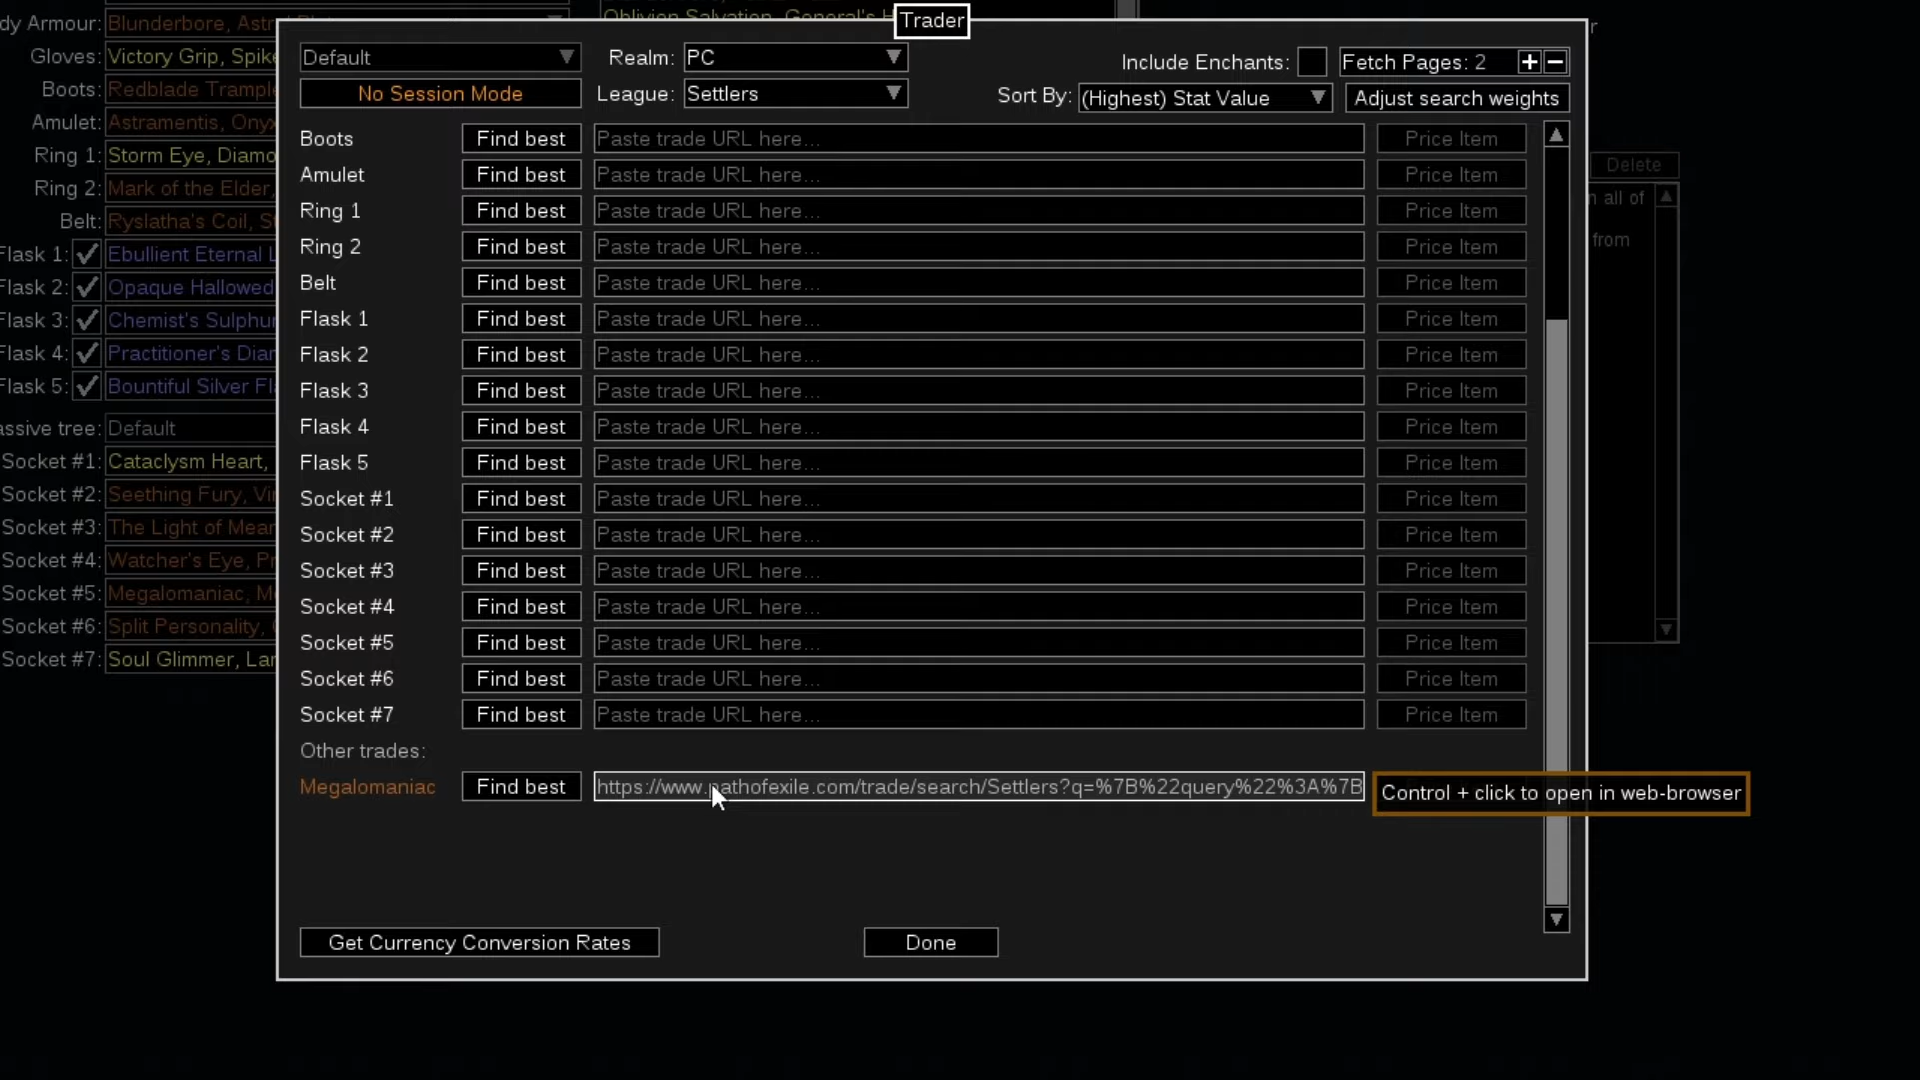 Trader
Default
Realm: PC
Include Enchants:
Fetch Pages: 2 + -
No Session Mode
League: Settlers
Sort By: (Highest) Stat Value
Adjust search weights
Boots Find best Paste trade URL here... Price Item
Amulet Find best Paste trade URL here... Price Item
Ring 1 Find best Paste trade URL here... Price Item
Ring 2 Find best Paste trade URL here... Price Item
Belt Find best Paste trade URL here... Price Item
Flask 1 Find best Paste trade URL here... Price Item
Flask 2 Find best Paste trade URL here... Price Item
Flask 3 Find best Paste trade URL here... Price Item
Flask 4 Find best Paste trade URL here... Price Item
Flask 5 Find best Paste trade URL here... Price Item
Socket #1 Find best Paste trade URL here... Price Item
Socket #2 Find best Paste trade URL here... Price Item
Socket #3 Find best Paste trade URL here... Price Item
Socket #4 Find best Paste trade URL here... Price Item
Socket #5 Find best Paste trade URL here... Price Item
Socket #6 Find best Paste trade URL here... Price Item
Socket #7 Find best Paste trade URL here... Price Item
Other trades:
Megalomaniac Find best https://www.pathofexile.com/trade/search/Settlers?q=%7B%22query%22%3A%7B
Control + click to open in web-browser
Get Currency Conversion Rates
Done
Oblivion Salvation, General's
dy Armour: Blunderbore,
Gloves: Victory Grip, Spike
Boots: Redblade Trample
Amulet: Astramentis, Onyx
Ring 1: Storm Eye, Diamo
Ring 2: Mark of the Elder,
Belt: Ryslatha's Coil,
Flask 1: Ebullient Eternal
Flask 2: Opaque Hallowed
Flask 3: Chemist's Sulphur
Flask 4: Practitioner's Diar
Flask 5: Bountiful Silver Fl
assive tree: Default
Socket #1: Cataclysm Heart,
Socket #2: Seething Fury,
Socket #3: The Light of Mean
Socket #4: Watcher's Eye, Pr
Socket #5: Megalomaniac,
Socket #6: Split Personality,
Socket #7: Soul Glimmer, Lar
Delete
all of
from